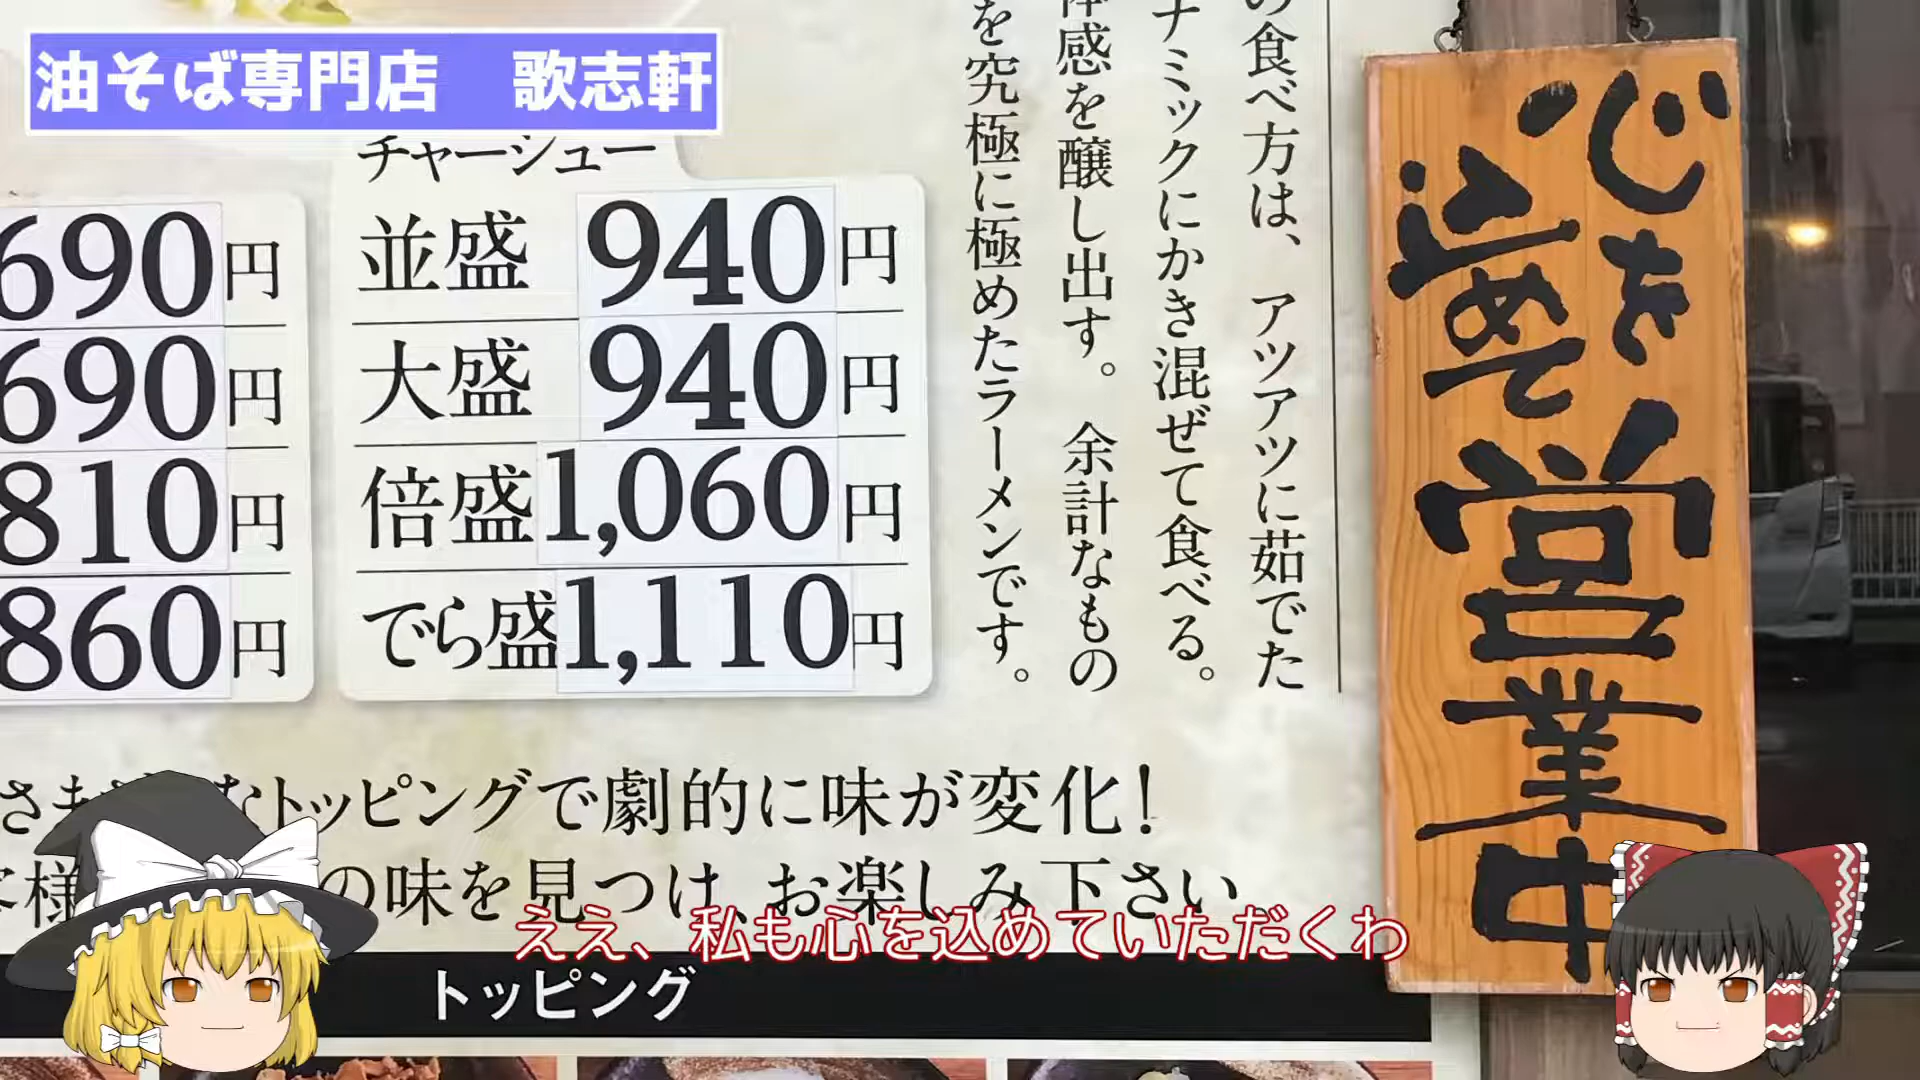 油そば専門店 歌志軒
チャーシュー
690円
690円
810円
860円
並盛 940円
大盛 940円
倍盛 1,060円
でら盛 1,110円
の食べ方は、アツアツに茹でた
ナミックにかき混ぜて食べる。
体感を醸し出す。余計なもの
を究極に極めたラーメンです。
心を
込めて
営業中
なトッピングで劇的に味が変化!
の味を見つけ、お楽しみ下さい
ええ、私も心を込めていただくわ
トッピング